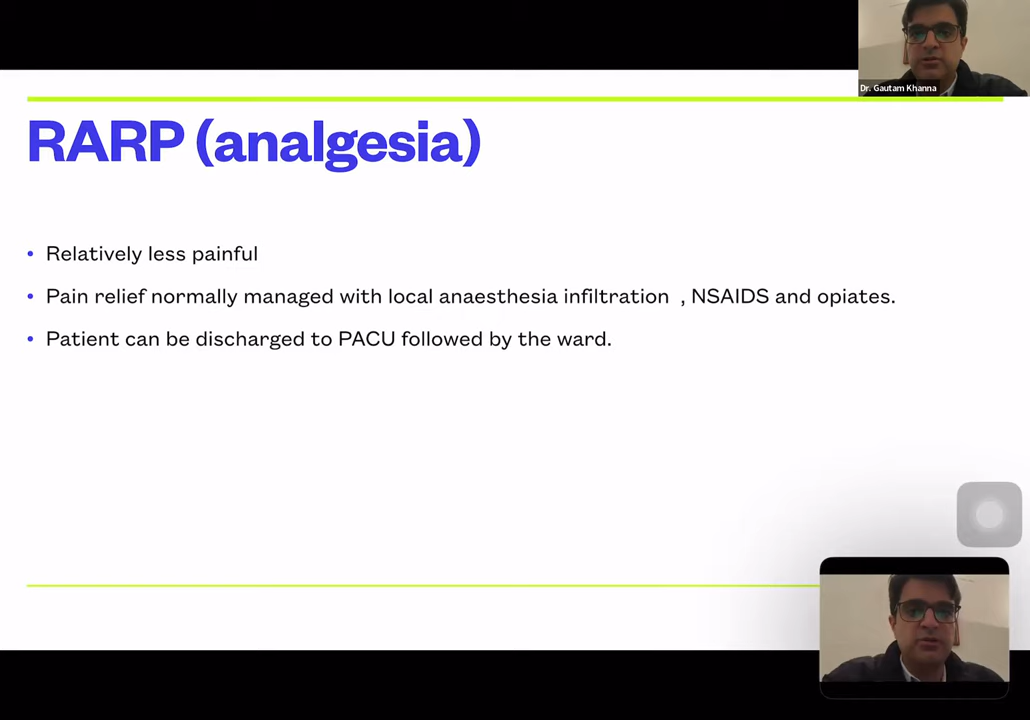 Dr. Gautam Khanna
RARP (analgesia)
• Relatively less painful
• Pain relief normally managed with local anaesthesia infiltration , NSAIDS and opiates.
• Patient can be discharged to PACU followed by the ward.